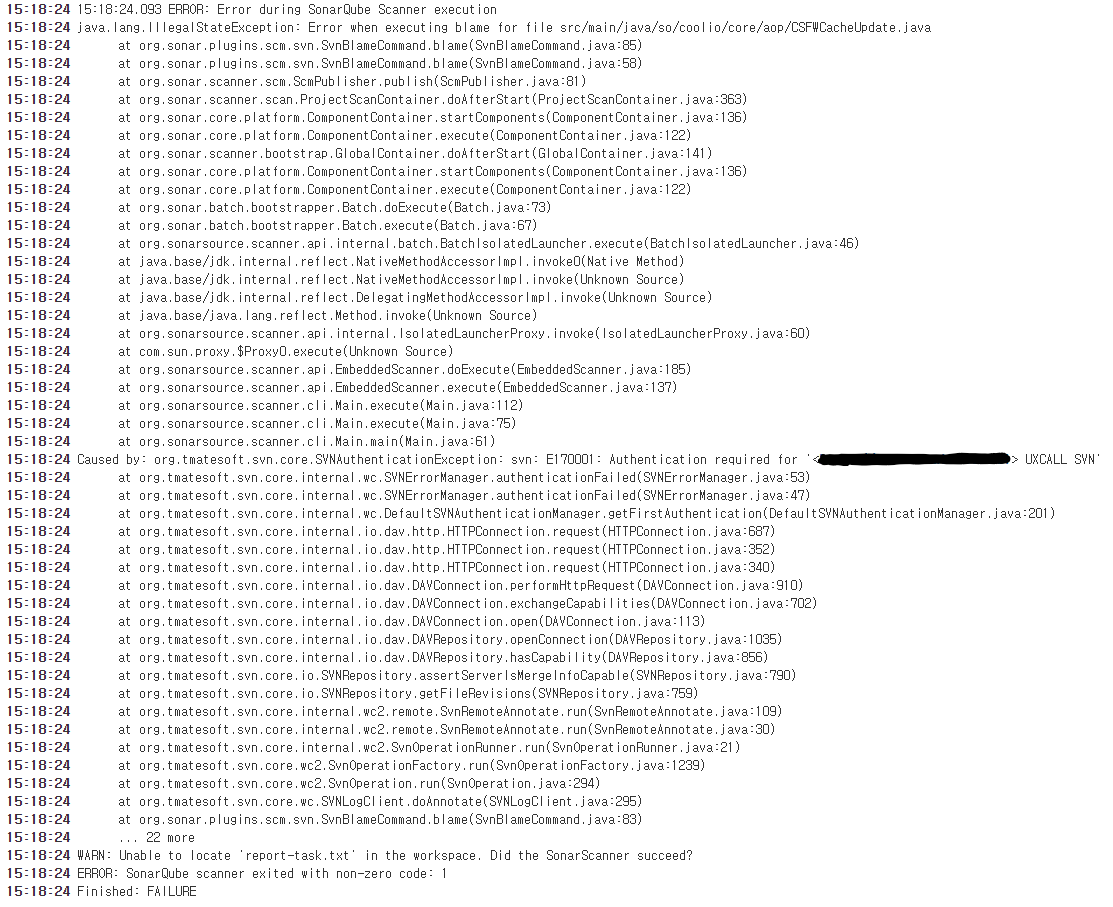 15:18:24 15:18:24.093 ERROR: Error during SonarQube Scanner execution
15:18:24 java.lang.IllegalStateException: Error when executing blame for file src/main/java/so/coolio/core/aop/CSFWCacheUpdate.java
15:18:24 at org.sonar.plugins.scm.svn.SvnBlameCommand.blame(SvnBlameCommand.java:85)
15:18:24 at org.sonar.plugins.scm.svn.SvnBlameCommand.blame(SvnBlameCommand.java:58)
15:18:24 at org.sonar.scanner.scm.ScmPublisher.publish(ScmPublisher.java:81)
15:18:24 at org.sonar.scanner.scan.ProjectScanContainer.doAfterStart(ProjectScanContainer.java:363)
15:18:24 at org.sonar.core.platform.ComponentContainer.startComponents(ComponentContainer.java:136)
15:18:24 at org.sonar.core.platform.ComponentContainer.execute(ComponentContainer.java:122)
15:18:24 at org.sonar.scanner.bootstrap.GlobalContainer.doAfterStart(GlobalContainer.java:141)
15:18:24 at org.sonar.core.platform.ComponentContainer.startComponents(ComponentContainer.java:136)
15:18:24 at org.sonar.core.platform.ComponentContainer.execute(ComponentContainer.java:122)
15:18:24 at org.sonar.batch.bootstrapper.Batch.doExecute(Batch.java:73)
15:18:24 at org.sonar.batch.bootstrapper.Batch.execute(Batch.java:67)
15:18:24 at org.sonarsource.scanner.api.internal.batch.BatchIsolatedLauncher.execute(BatchIsolatedLauncher.java:46)
15:18:24 at java.base/jdk.internal.reflect.NativeMethodAccessorImpl.invoke0(Native Method)
15:18:24 at java.base/jdk.internal.reflect.NativeMethodAccessorImpl.invoke(Unknown Source)
15:18:24 at java.base/jdk.internal.reflect.DelegatingMethodAccessorImpl.invoke(Unknown Source)
15:18:24 at java.base/java.lang.reflect.Method.invoke(Unknown Source)
15:18:24 at org.sonarsource.scanner.api.internal.IsolatedLauncherProxy.invoke(IsolatedLauncherProxy.java:60)
15:18:24 at com.sun.proxy.$Proxy0.execute(Unknown Source)
15:18:24 at org.sonarsource.scanner.api.EmbeddedScanner.doExecute(EmbeddedScanner.java:185)
15:18:24 at org.sonarsource.scanner.api.EmbeddedScanner.execute(EmbeddedScanner.java:137)
15:18:24 at org.sonarsource.scanner.cli.Main.execute(Main.java:112)
15:18:24 at org.sonarsource.scanner.cli.Main.execute(Main.java:75)
15:18:24 at org.sonarsource.scanner.cli.Main.main(Main.java:61)
15:18:24 Caused by: org.tmatesoft.svn.core.SVNAuthenticationException: svn: E170001: Authentication required for '< > UXCALL SVN'
15:18:24 at org.tmatesoft.svn.core.internal.wc.SVNErrorManager.authenticationFailed(SVNErrorManager.java:53)
15:18:24 at org.tmatesoft.svn.core.internal.wc.SVNErrorManager.authenticationFailed(SVNErrorManager.java:47)
15:18:24 at org.tmatesoft.svn.core.internal.wc.DefaultSVNAuthenticationManager.getFirstAuthentication(DefaultSVNAuthenticationManager.java:201)
15:18:24 at org.tmatesoft.svn.core.internal.io.dav.http.HTTPConnection.request(HTTPConnection.java:687)
15:18:24 at org.tmatesoft.svn.core.internal.io.dav.http.HTTPConnection.request(HTTPConnection.java:352)
15:18:24 at org.tmatesoft.svn.core.internal.io.dav.http.HTTPConnection.request(HTTPConnection.java:340)
15:18:24 at org.tmatesoft.svn.core.internal.io.dav.DAVConnection.performHttpRequest(DAVConnection.java:910)
15:18:24 at org.tmatesoft.svn.core.internal.io.dav.DAVConnection.exchangeCapabilities(DAVConnection.java:702)
15:18:24 at org.tmatesoft.svn.core.internal.io.dav.DAVConnection.open(DAVConnection.java:113)
15:18:24 at org.tmatesoft.svn.core.internal.io.dav.DAVRepository.openConnection(DAVRepository.java:1035)
15:18:24 at org.tmatesoft.svn.core.internal.io.dav.DAVRepository.hasCapability(DAVRepository.java:856)
15:18:24 at org.tmatesoft.svn.core.io.SVNRepository.assertServerIsMergeInfoCapable(SVNRepository.java:790)
15:18:24 at org.tmatesoft.svn.core.io.SVNRepository.getFileRevisions(SVNRepository.java:759)
15:18:24 at org.tmatesoft.svn.core.internal.wc2.remote.SvnRemoteAnnotate.run(SvnRemoteAnnotate.java:109)
15:18:24 at org.tmatesoft.svn.core.internal.wc2.remote.SvnRemoteAnnotate.run(SvnRemoteAnnotate.java:30)
15:18:24 at org.tmatesoft.svn.core.internal.wc2.SvnOperationRunner.run(SvnOperationRunner.java:21)
15:18:24 at org.tmatesoft.svn.core.wc2.SvnOperationFactory.run(SvnOperationFactory.java:1239)
15:18:24 at org.tmatesoft.svn.core.wc2.SvnOperation.run(SvnOperation.java:294)
15:18:24 at org.tmatesoft.svn.core.wc.SVNLogClient.doAnnotate(SVNLogClient.java:295)
15:18:24 at org.sonar.plugins.scm.svn.SvnBlameCommand.blame(SvnBlameCommand.java:83)
15:18:24 ... 22 more
15:18:24 WARN: Unable to locate 'report-task.txt' in the workspace. Did the SonarScanner succeed?
15:18:24 ERROR: SonarQube scanner exited with non-zero code: 1
15:18:24 Finished: FAILURE